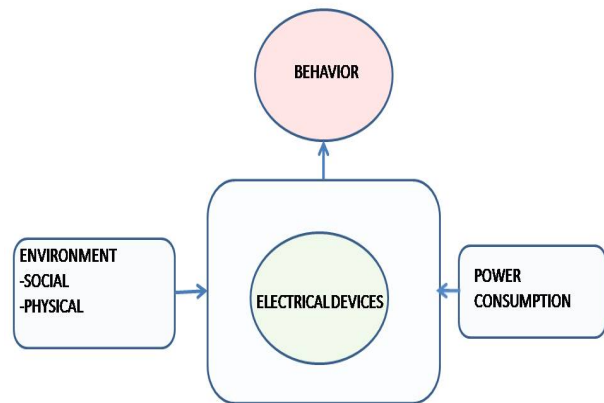 BEHAVIOR
ENVIRONMENT
-SOCIAL
-PHYSICAL
ELECTRICAL DEVICES
POWER
CONSUMPTION